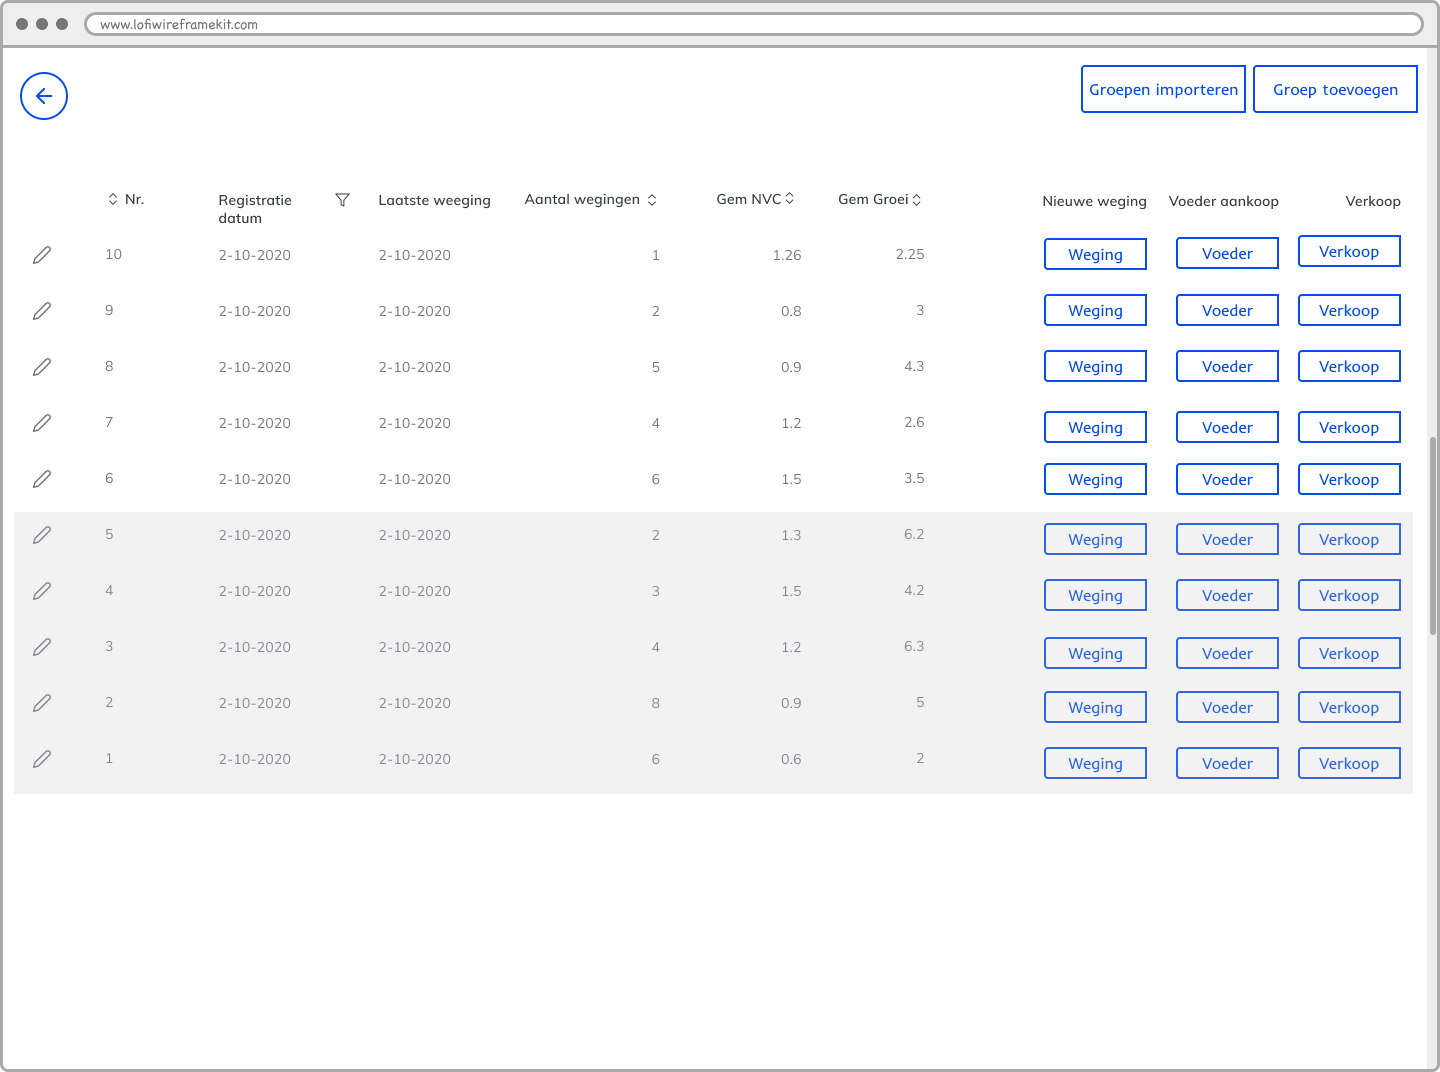 www.lofiwireframekit.com
Groepen importeren Groep toevoegen
Nr. Registratie datum Laatste weeging Aantal wegingen Gem NVC Gem Groei Nieuwe weging Voeder aankoop Verkoop
10 2-10-2020 2-10-2020 1 1.26 2.25 Weging Voeder Verkoop
9 2-10-2020 2-10-2020 2 0.8 3 Weging Voeder Verkoop
8 2-10-2020 2-10-2020 5 0.9 4.3 Weging Voeder Verkoop
7 2-10-2020 2-10-2020 4 1.2 2.6 Weging Voeder Verkoop
6 2-10-2020 2-10-2020 6 1.5 3.5 Weging Voeder Verkoop
5 2-10-2020 2-10-2020 2 1.3 6.2 Weging Voeder Verkoop
4 2-10-2020 2-10-2020 3 1.5 4.2 Weging Voeder Verkoop
3 2-10-2020 2-10-2020 4 1.2 6.3 Weging Voeder Verkoop
2 2-10-2020 2-10-2020 8 0.9 5 Weging Voeder Verkoop
1 2-10-2020 2-10-2020 6 0.6 2 Weging Voeder Verkoop